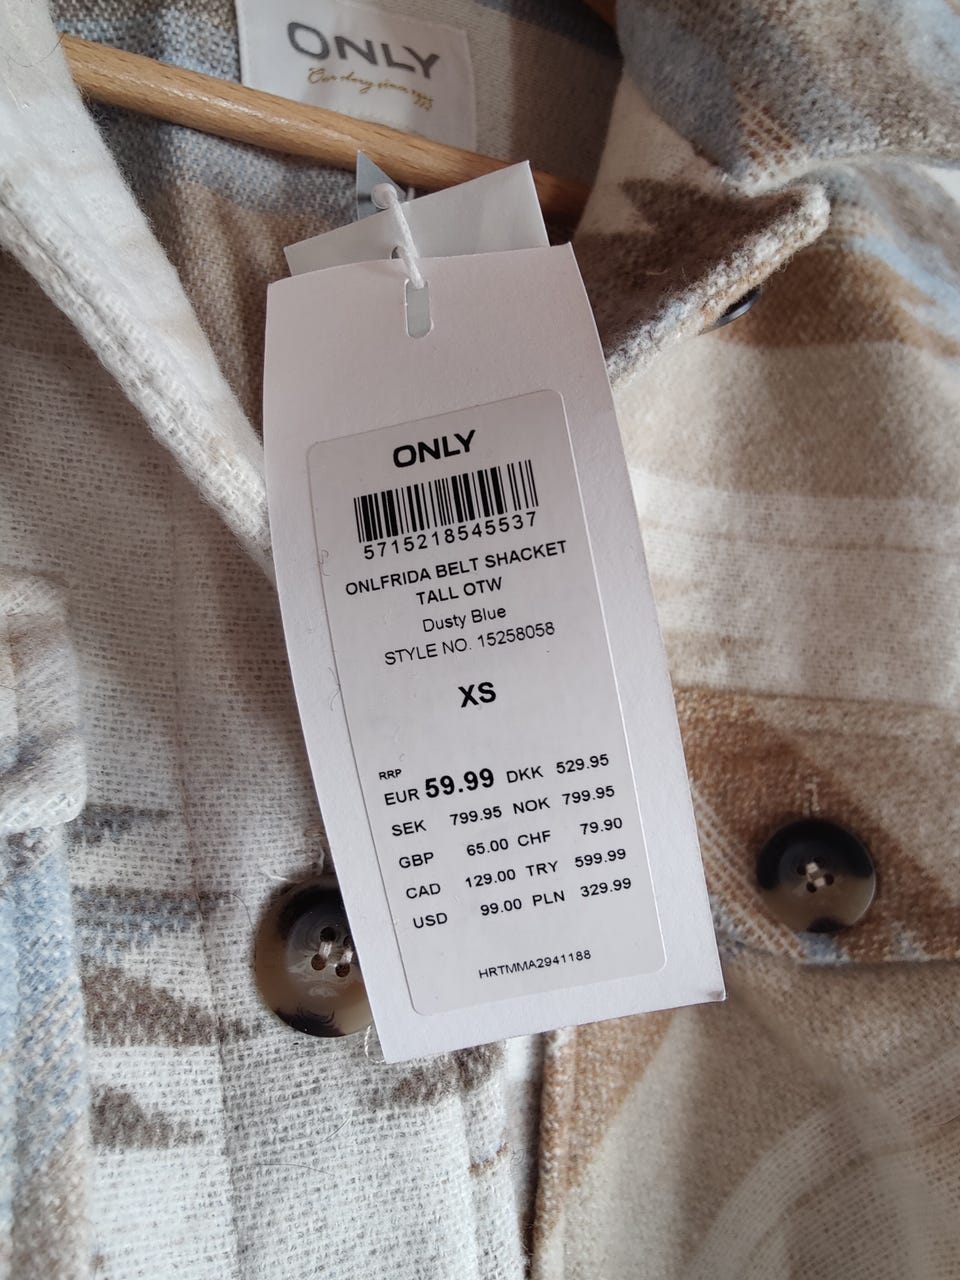 ONLY
ONLY
5715218545537
ONLFRIDA BELT SHACKET
TALL OTW
Dusty Blue
STYLE NO. 15258058
XS
RRP
EUR 59.99 DKK 529.95
SEK 799.95 NOK 799.95
GBP 65.00 CHF 79.90
CAD 129.00 TRY 599.99
USD 99.00 PLN 329.99
HRTMMA2941188